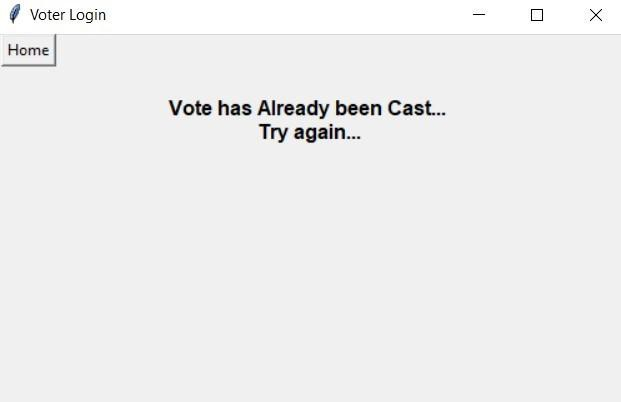 Voter Login
Home
Vote has Already been Cast...
Try again...